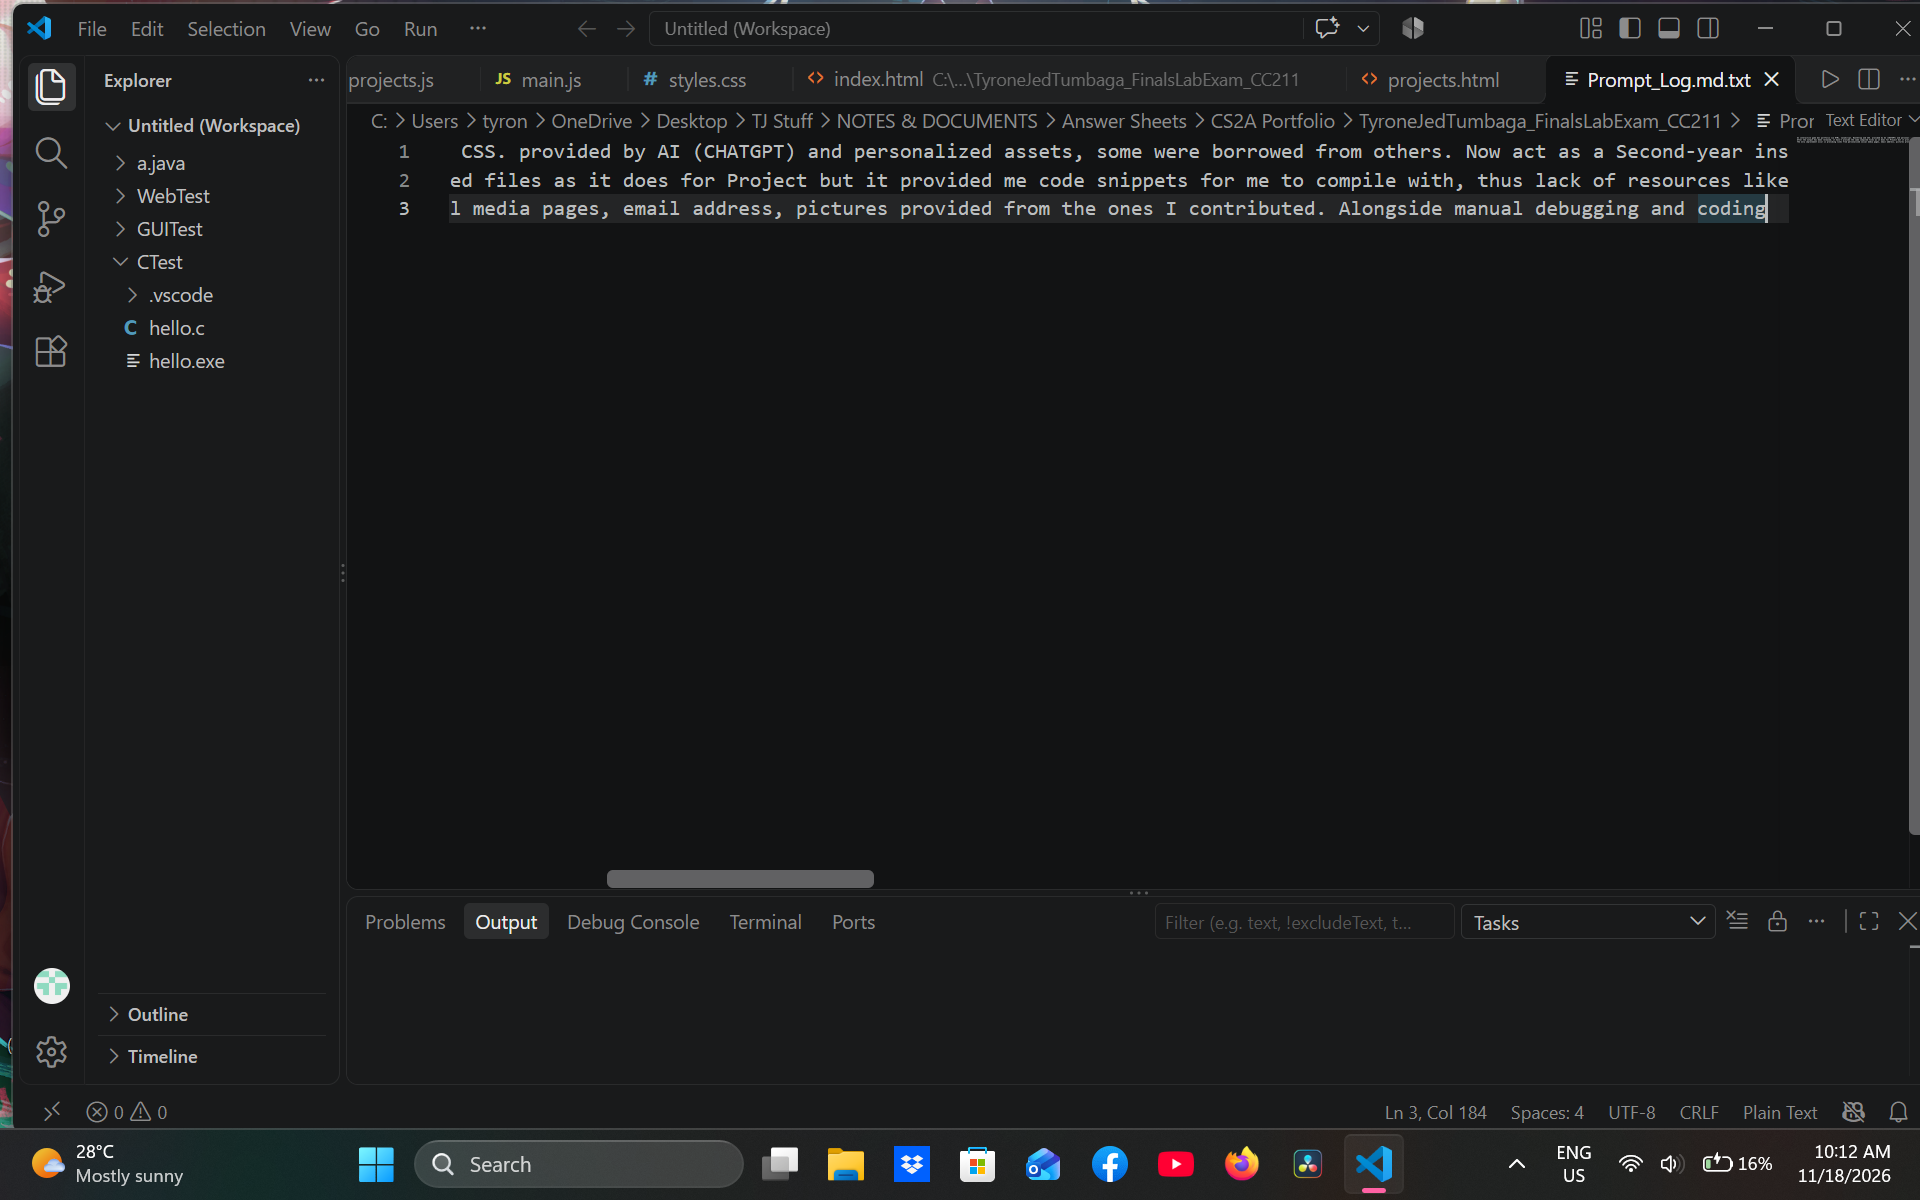 File Edit Selection View Go Run ··· Untitled (Workspace)
Explorer ···
Untitled (Workspace)
a.java
WebTest
GUITest
CTest
.vscode
C hello.c
hello.exe
Outline
Timeline
projects.js JS main.js # styles.css <> index.html C:\...\TyroneJedTumbaga_FinalsLabExam_CC211 <> projects.html Prompt_Log.md.txt
C: > Users > tyron > OneDrive > Desktop > TJ Stuff > NOTES & DOCUMENTS > Answer Sheets > CS2A Portfolio > TyroneJedTumbaga_FinalsLabExam_CC211 > Pror Text Editor
1 CSS. provided by AI (CHATGPT) and personalized assets, some were borrowed from others. Now act as a Second-year ins
2 ed files as it does for Project but it provided me code snippets for me to compile with, thus lack of resources like
3 l media pages, email address, pictures provided from the ones I contributed. Alongside manual debugging and coding
Problems Output Debug Console Terminal Ports Filter (e.g. text, !excludeText, t... Tasks
0 0 Ln 3, Col 184 Spaces: 4 UTF-8 CRLF Plain Text
28°C
Mostly sunny
Search
ENG
US
16%
10:12 AM
11/18/2026